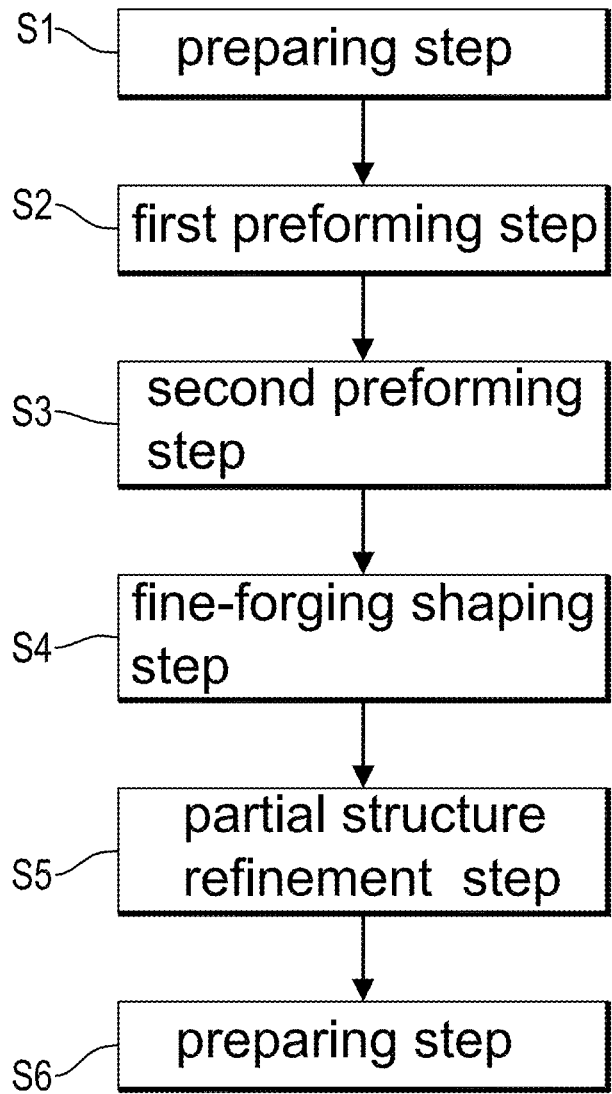 S1
preparing step
S2
first preforming step
S3
second preforming
step
S4
fine-forging shaping
step
S5
partial structure
refinement step
S6
preparing step